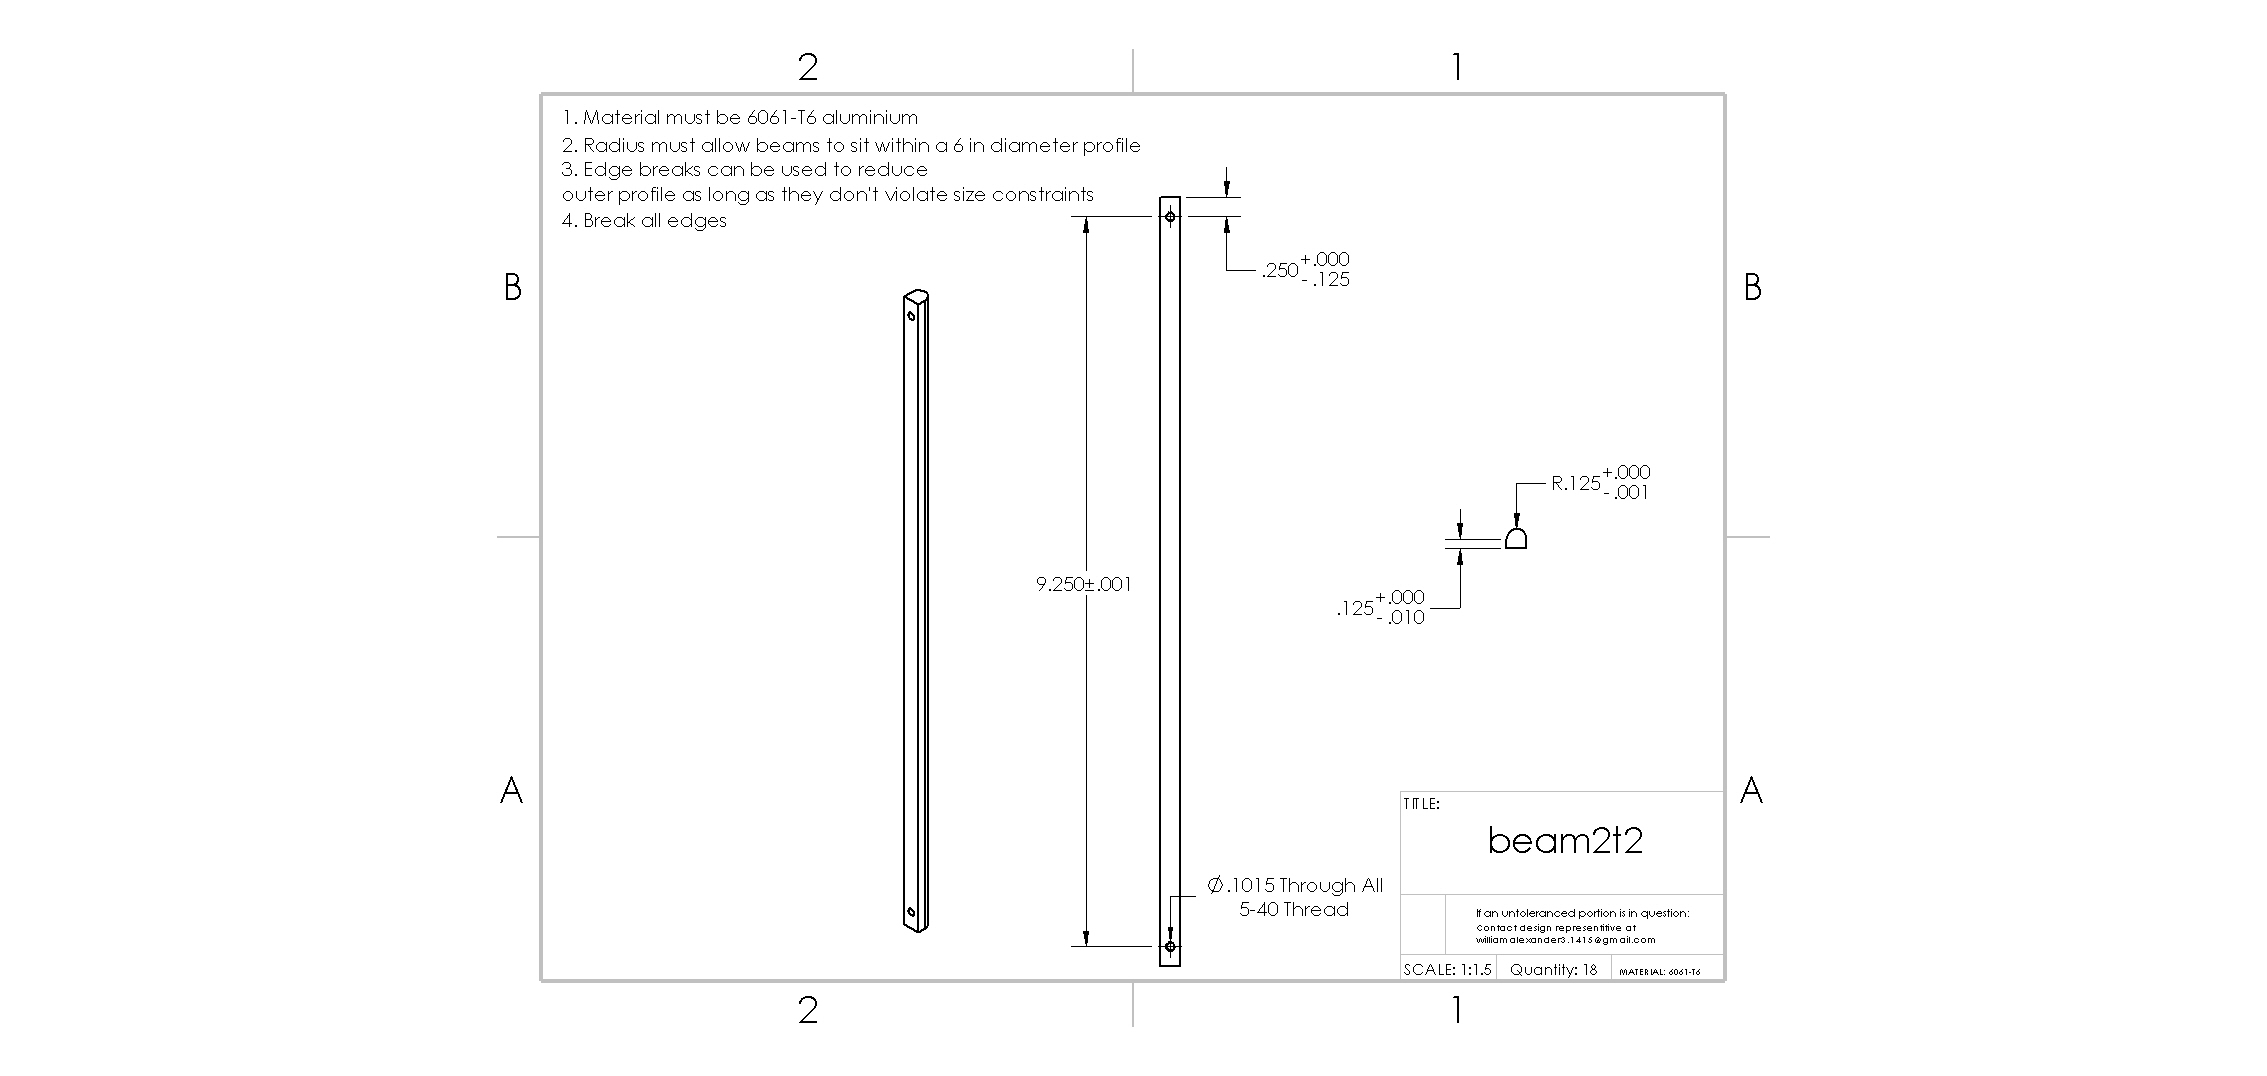 2
1
1. Material must be 6061-T6 aluminium
2. Radius must allow beams to sit within a 6 in diameter profile
3. Edge breaks can be used to reduce
outer profile as long as they don't violate size constraints
4. Break all edges
B
B
.250 +.000
- .125
R.125 +.000
- .001
9.250±.001
.125 +.000
- .010
A
A
TITLE:
beam2t2
Ø.1015 Through All
5-40 Thread
If an untoleranced portion is in question:
Contact design representitive at
williamalexander3.1415@gmail.com
SCALE: 1:1.5
Quantity: 18
MATERIAL: 6061-T6
2
1